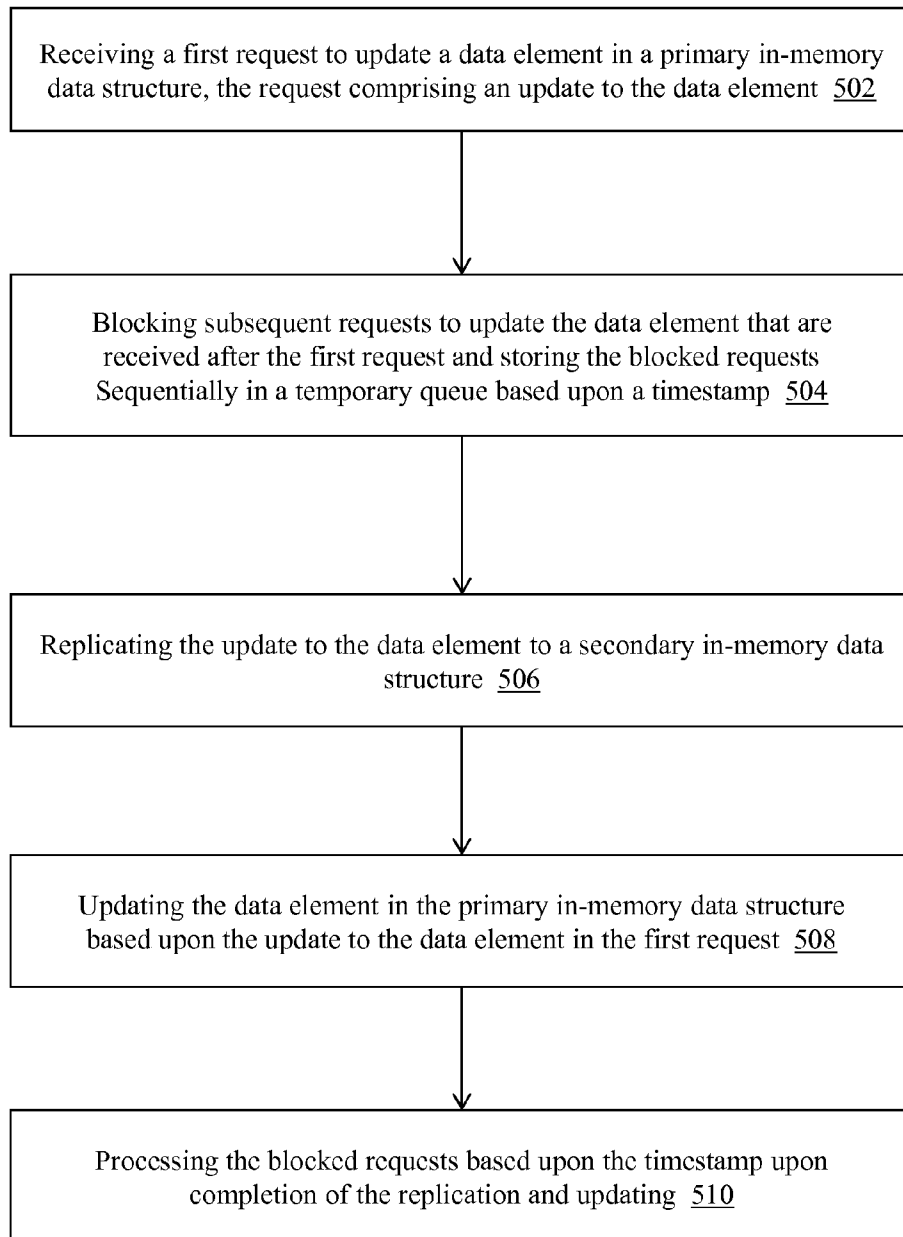 Receiving a first request to update a data element in a primary in-memory
data structure, the request comprising an update to the data element 502
Blocking subsequent requests to update the data element that are
received after the first request and storing the blocked requests
Sequentially in a temporary queue based upon a timestamp 504
Replicating the update to the data element to a secondary in-memory data
structure 506
Updating the data element in the primary in-memory data structure
based upon the update to the data element in the first request 508
Processing the blocked requests based upon the timestamp upon
completion of the replication and updating 510